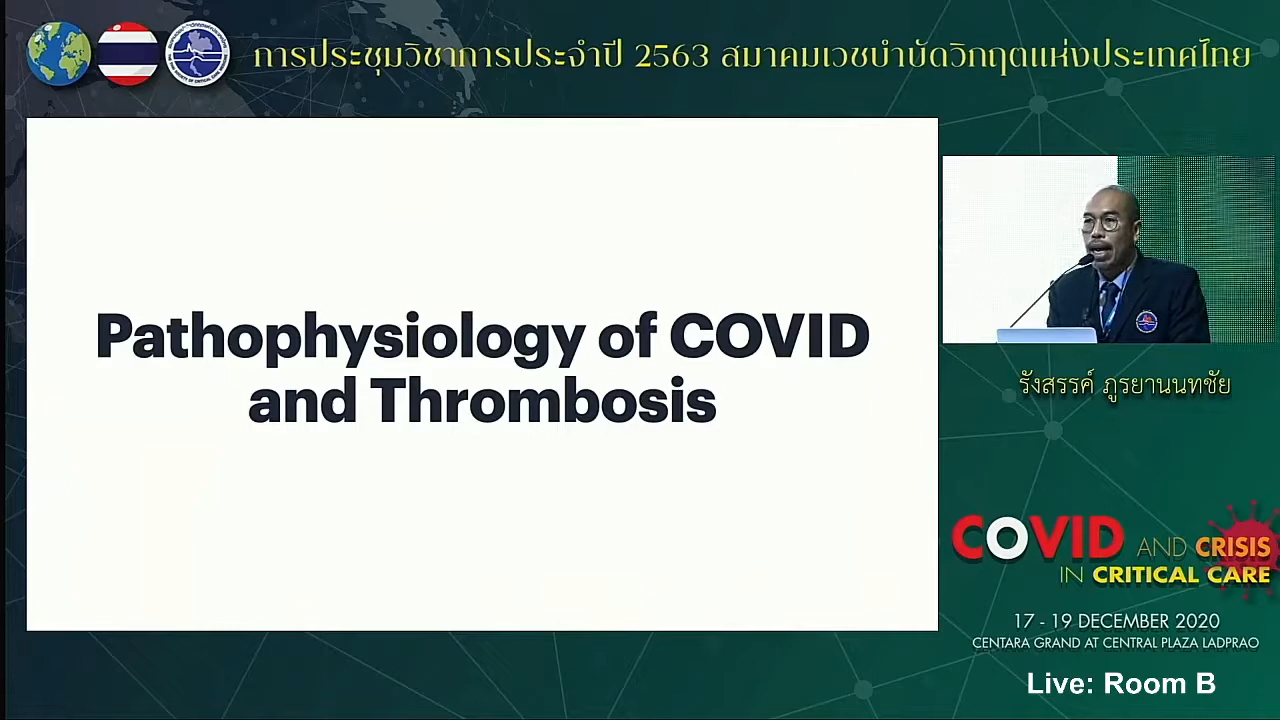 การประชุมวิชาการประจำปี 2563 สมาคมเวชบำบัดวิกฤตแห่งประเทศไทย
Pathophysiology of COVID
and Thrombosis
รังสรรค์ ภูรยานนทชัย
COVID AND CRISIS
IN CRITICAL CARE
17 - 19 DECEMBER 2020
CENTARA GRAND AT CENTRAL PLAZA LADPRAO
Live: Room B